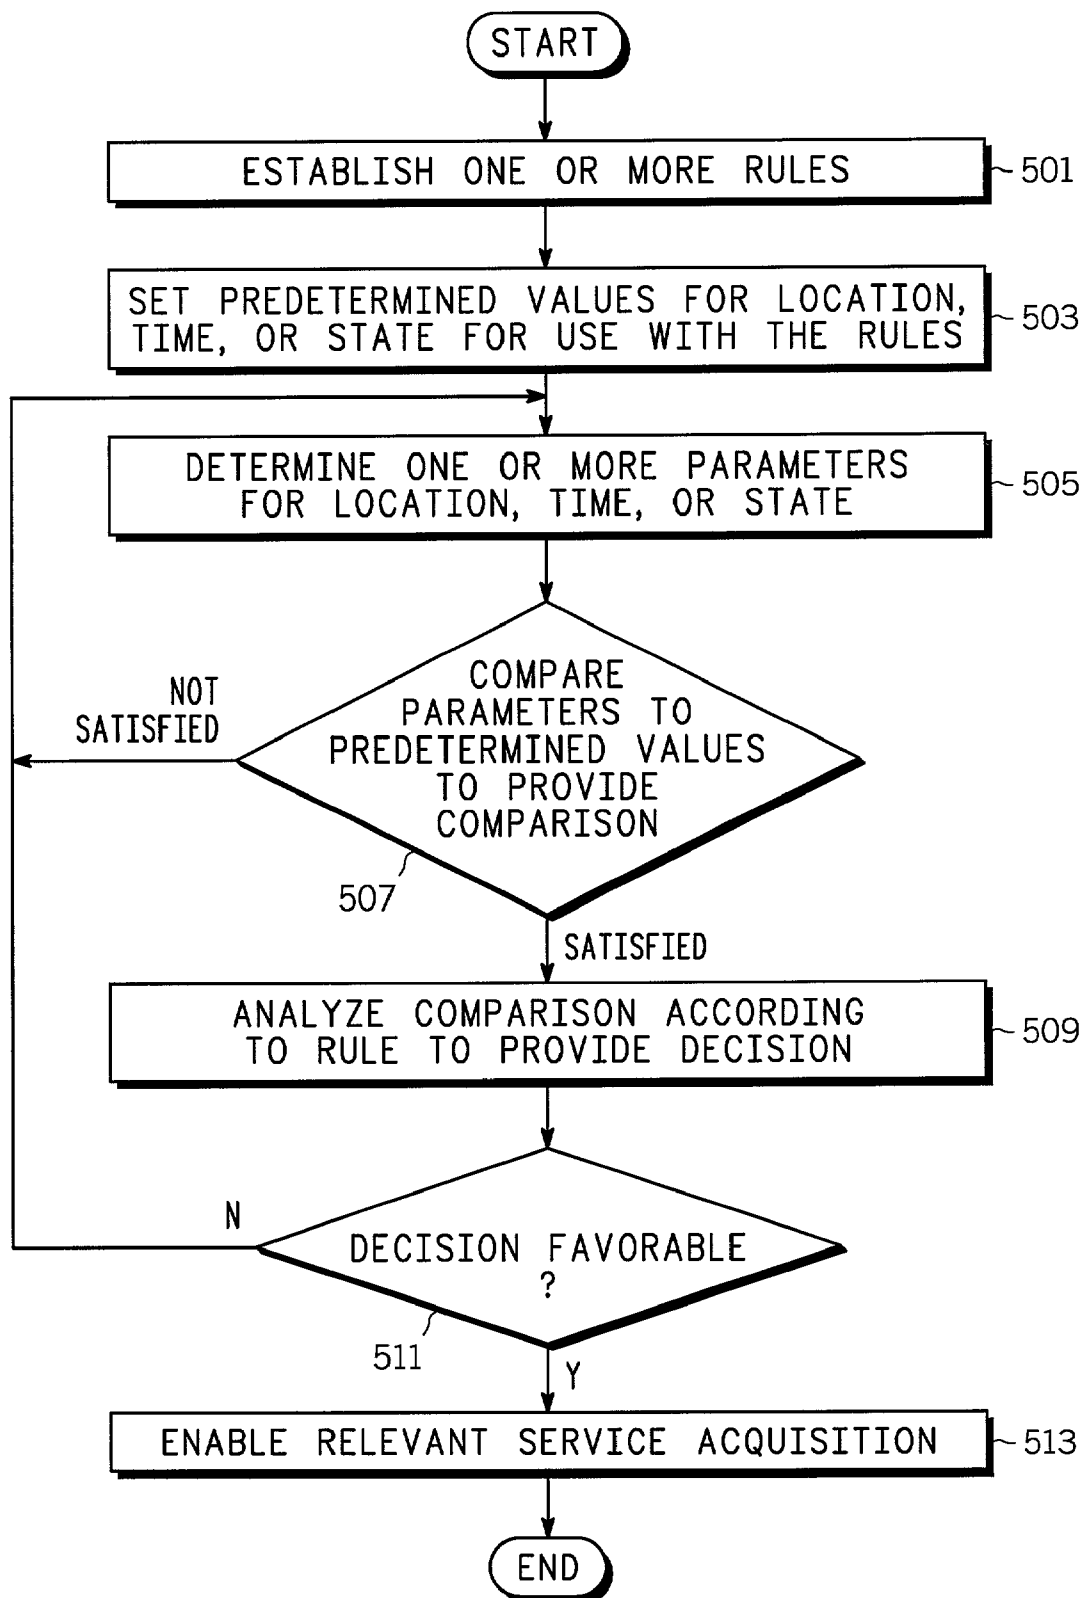 START
ESTABLISH ONE OR MORE RULES
501
SET PREDETERMINED VALUES FOR LOCATION,
TIME, OR STATE FOR USE WITH THE RULES
503
DETERMINE ONE OR MORE PARAMETERS
FOR LOCATION, TIME, OR STATE
505
COMPARE
PARAMETERS TO
PREDETERMINED VALUES
TO PROVIDE
COMPARISON
NOT
SATISFIED
507
SATISFIED
ANALYZE COMPARISON ACCORDING
TO RULE TO PROVIDE DECISION
509
N
DECISION FAVORABLE
?
511
Y
ENABLE RELEVANT SERVICE ACQUISITION
513
END